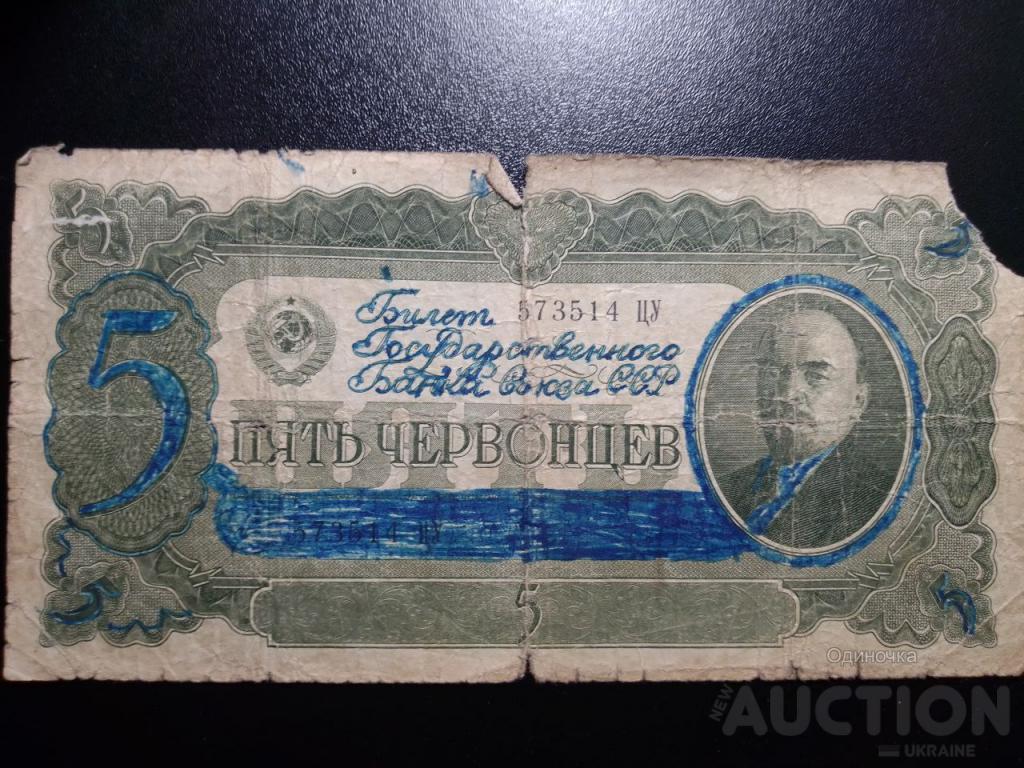 5
Билет 573514 ЦУ
Государственного
Банка Союза ССР
ПЯТЬ ЧЕРВОНЦЕВ
573514 ЦУ
5
Одиночка
NEW AUCTION
UKRAINE